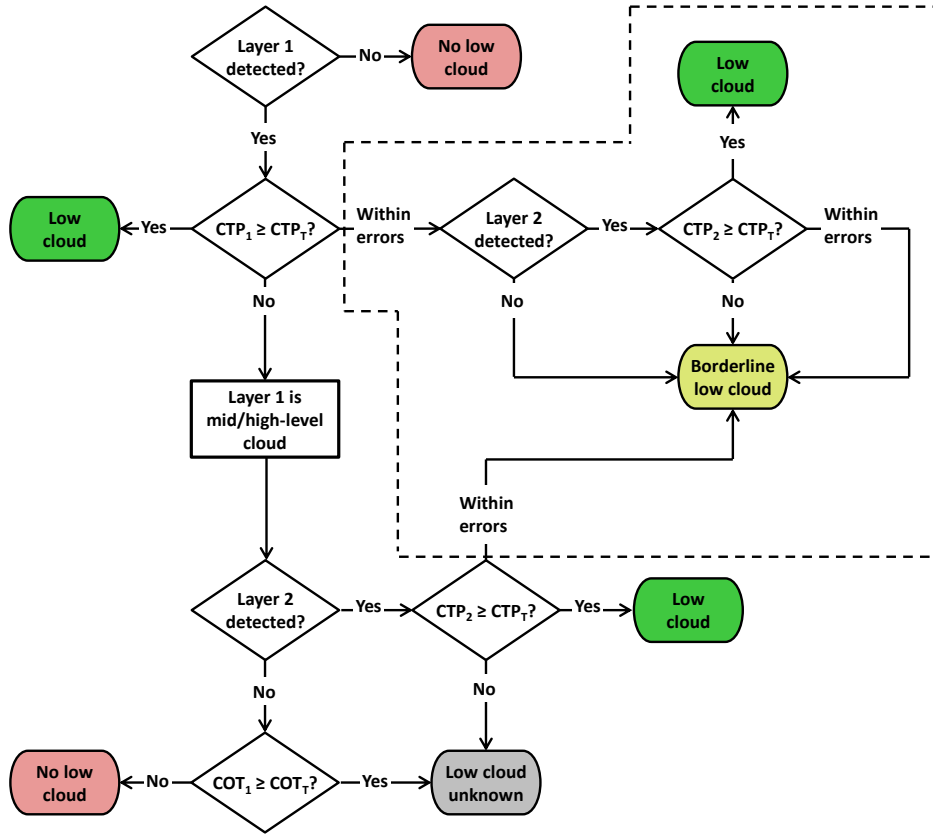 Layer 1
detected?
No
No low
cloud
Low
cloud
Yes
Yes
Low
cloud
Yes
CTP₁ ≥ CTP_T?
Within
errors
Layer 2
detected?
Yes
CTP₂ ≥ CTP_T?
Within
errors
No
No
No
Borderline
low cloud
Layer 1 is
mid/high-level
cloud
Within
errors
Layer 2
detected?
Yes
CTP₂ ≥ CTP_T?
Yes
Low
cloud
No
No
No low
cloud
No
COT₁ ≥ COT_T?
Yes
Low cloud
unknown